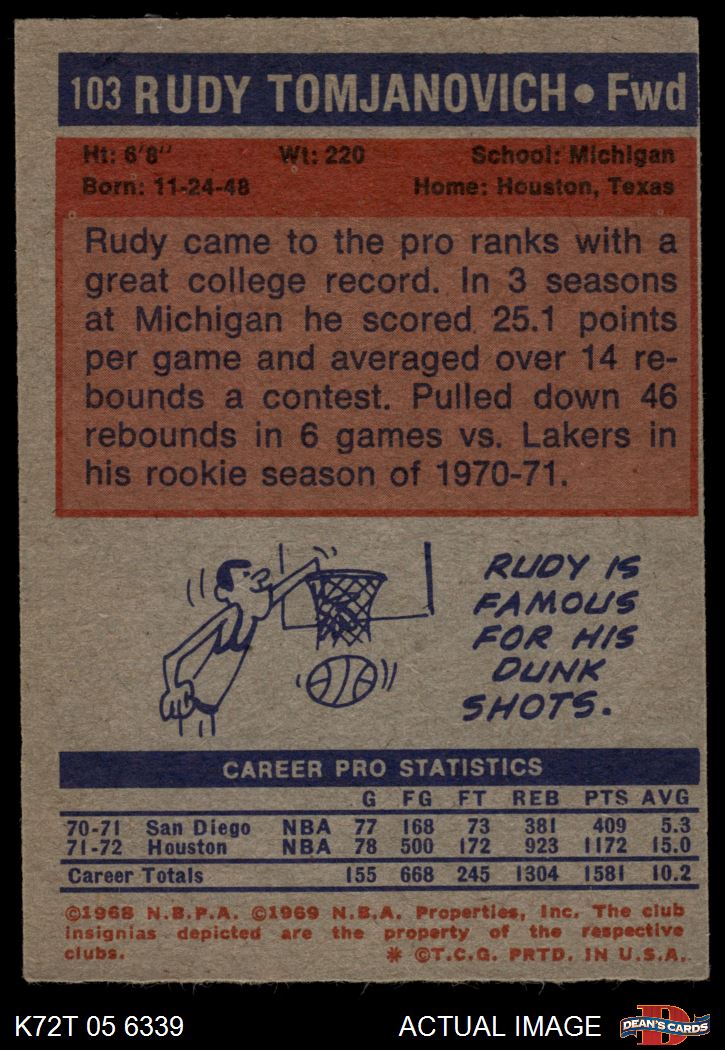 103 RUDY TOMJANOVICH • Fwd
Ht: 6'8" Wt: 220 School: Michigan
Born: 11-24-48 Home: Houston, Texas
Rudy came to the pro ranks with a
great college record. In 3 seasons
at Michigan he scored 25.1 points
per game and averaged over 14 re-
bounds a contest. Pulled down 46
rebounds in 6 games vs. Lakers in
his rookie season of 1970-71.
RUDY IS
FAMOUS
FOR HIS
DUNK
SHOTS.
CAREER PRO STATISTICS
G FG FT REB PTS AVG
70-71 San Diego NBA 77 168 73 381 409 5.3
71-72 Houston NBA 78 500 172 923 1172 15.0
Career Totals 155 668 245 1304 1581 10.2
©1968 N.B.P.A. ©1969 N.B.A. Properties, Inc. The club
insignias depicted are the property of the respective
clubs. * ©T.C.G. PRTD. IN U.S.A.
K72T 05 6339 ACTUAL IMAGE D DEAN'S CARDS